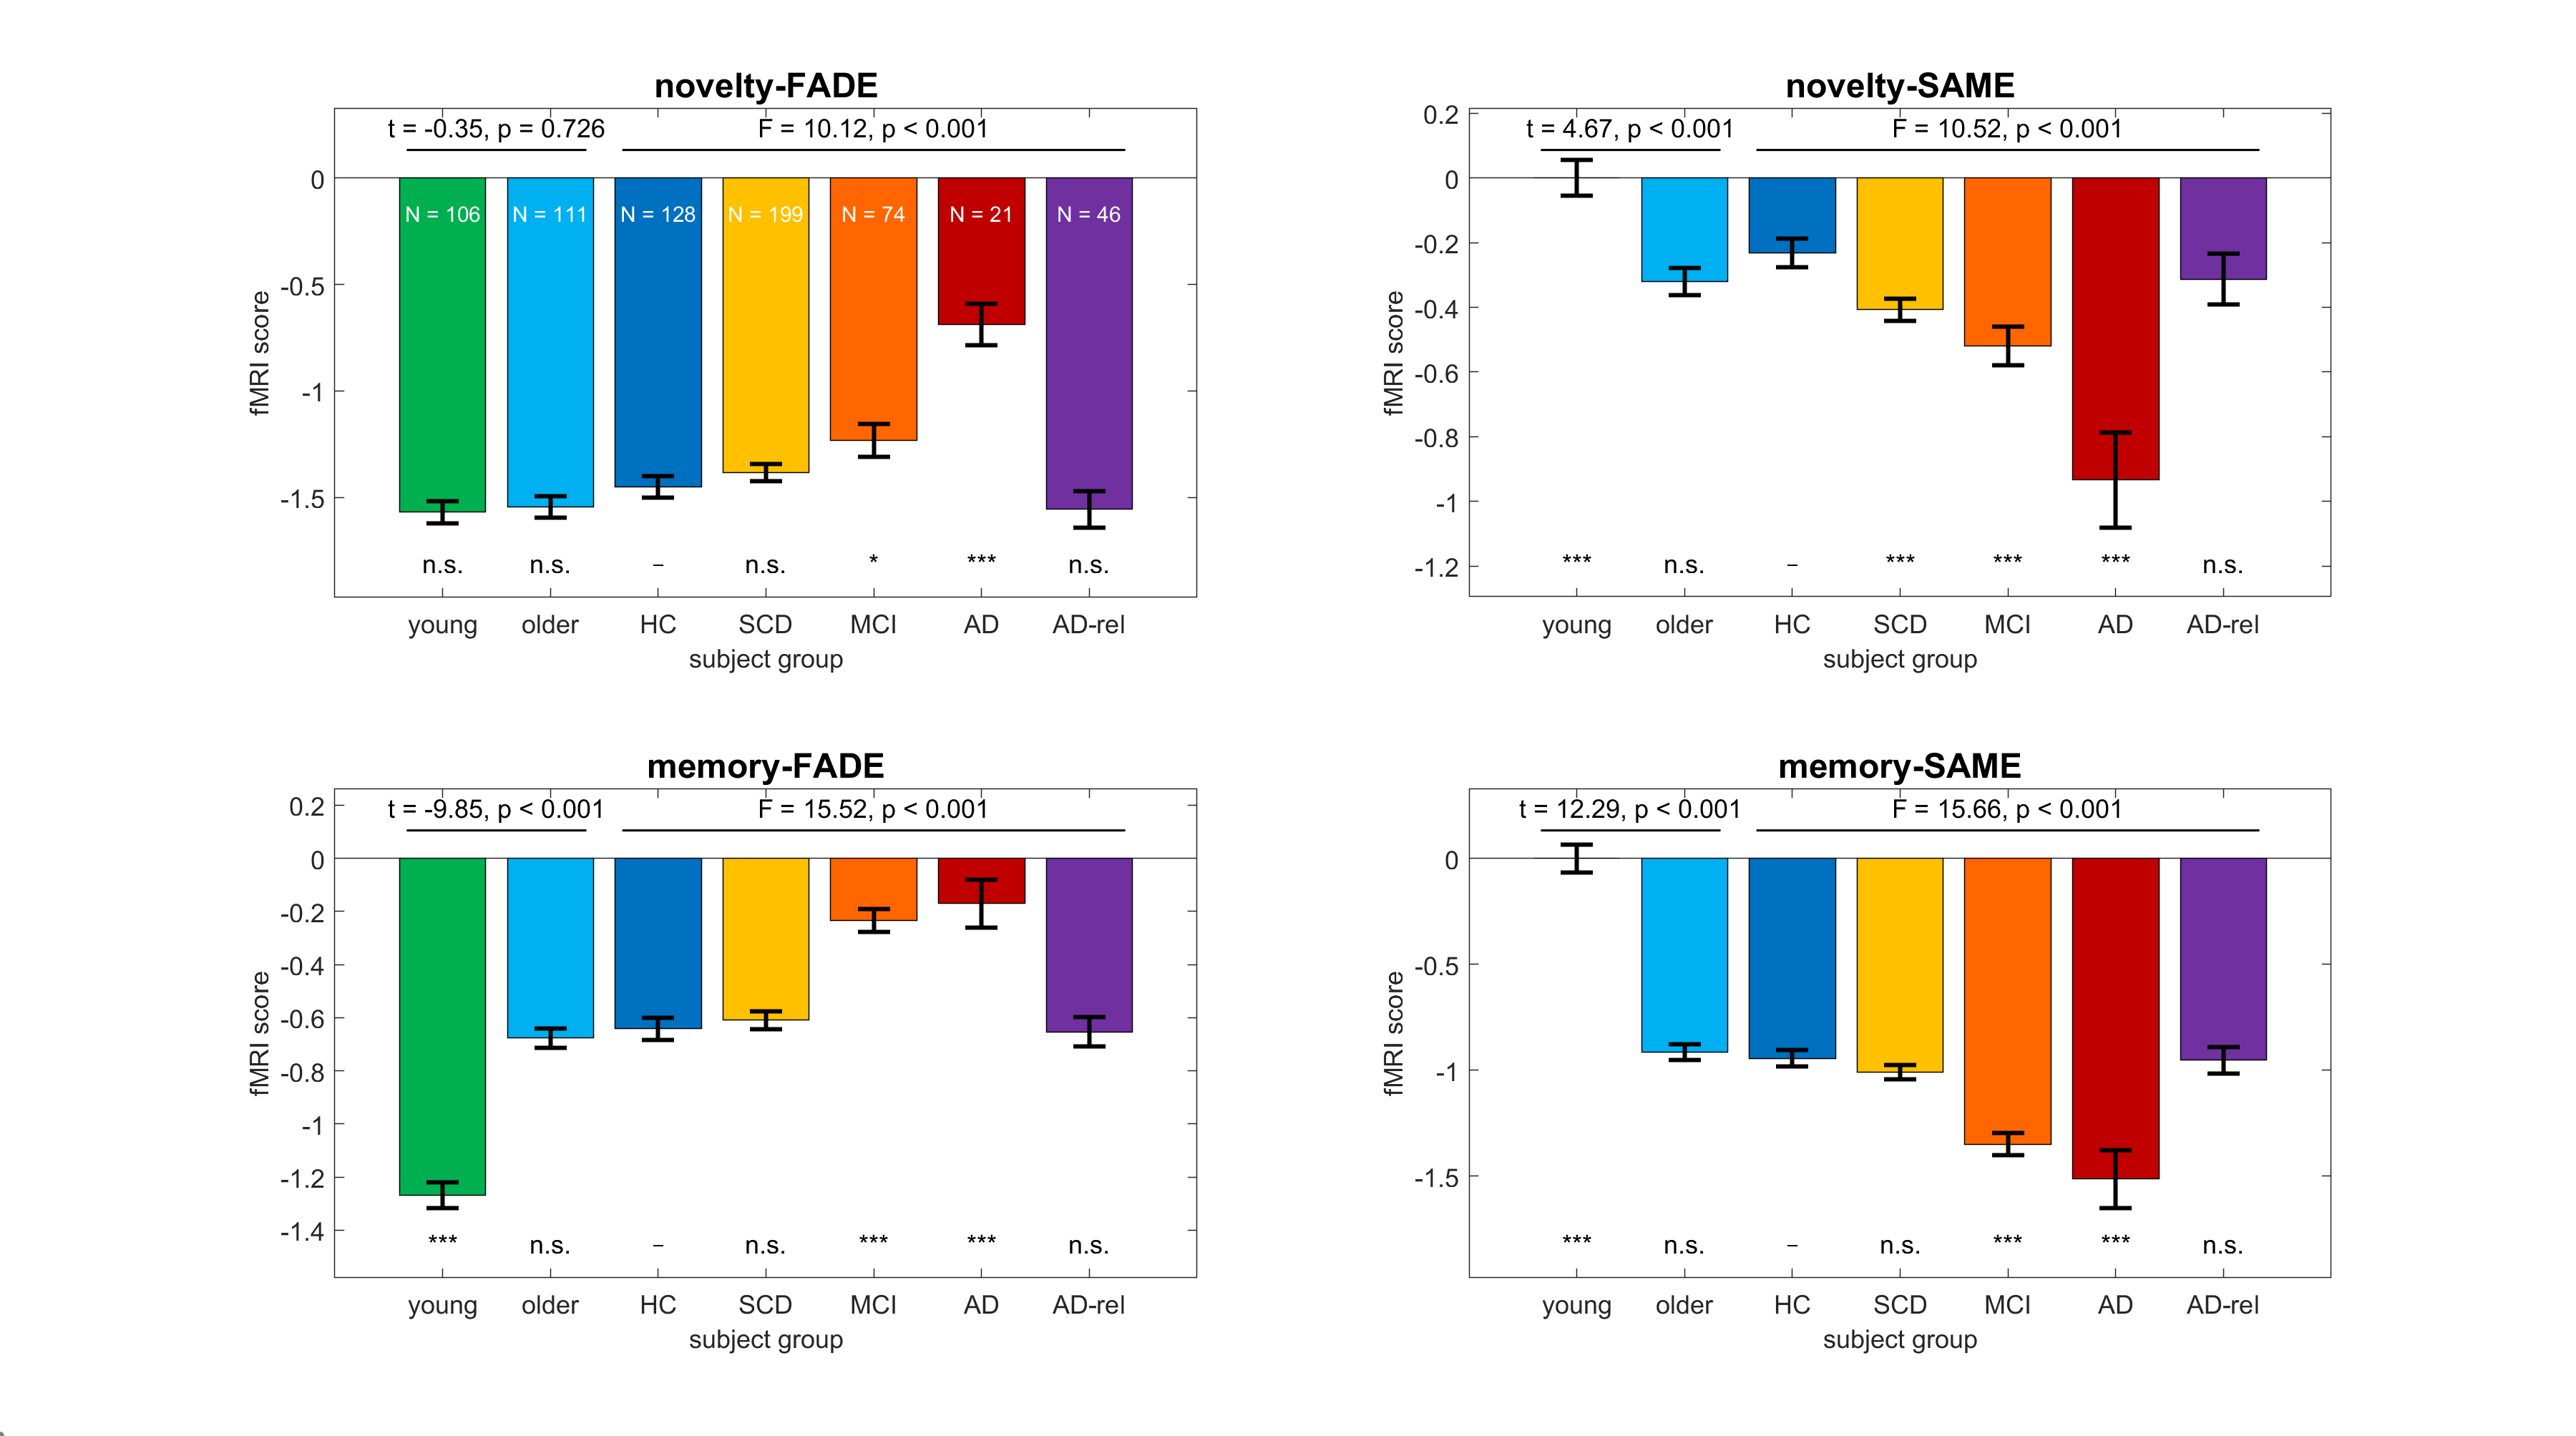 novelty-FADE
t = -0.35, p = 0.726
F = 10.12, p < 0.001
0
-0.5
-1
-1.5
fMRI score
N = 106
N = 111
N = 128
N = 199
N = 74
N = 21
N = 46
n.s.
n.s.
–
n.s.
*
***
n.s.
young
older
HC
SCD
MCI
AD
AD-rel
subject group
novelty-SAME
t = 4.67, p < 0.001
F = 10.52, p < 0.001
0.2
0
-0.2
-0.4
-0.6
-0.8
-1
-1.2
fMRI score
***
n.s.
–
***
***
***
n.s.
young
older
HC
SCD
MCI
AD
AD-rel
subject group
memory-FADE
t = -9.85, p < 0.001
F = 15.52, p < 0.001
0.2
0
-0.2
-0.4
-0.6
-0.8
-1
-1.2
-1.4
fMRI score
***
n.s.
–
n.s.
***
***
n.s.
young
older
HC
SCD
MCI
AD
AD-rel
subject group
memory-SAME
t = 12.29, p < 0.001
F = 15.66, p < 0.001
0
-0.5
-1
-1.5
fMRI score
***
n.s.
–
n.s.
***
***
n.s.
young
older
HC
SCD
MCI
AD
AD-rel
subject group